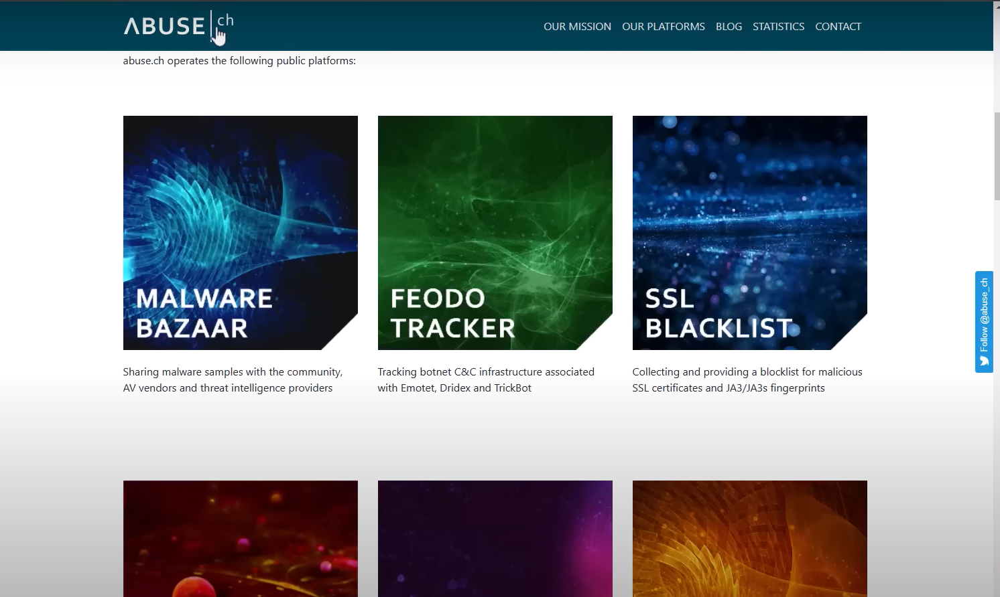 ABUSE ch
OUR MISSION OUR PLATFORMS BLOG STATISTICS CONTACT
abuse.ch operates the following public platforms:
MALWARE
BAZAAR
Sharing malware samples with the community,
AV vendors and threat intelligence providers
FEODO
TRACKER
Tracking botnet C&C infrastructure associated
with Emotet, Dridex and TrickBot
SSL
BLACKLIST
Collecting and providing a blocklist for malicious
SSL certificates and JA3/JA3s fingerprints
Follow @abuse_ch